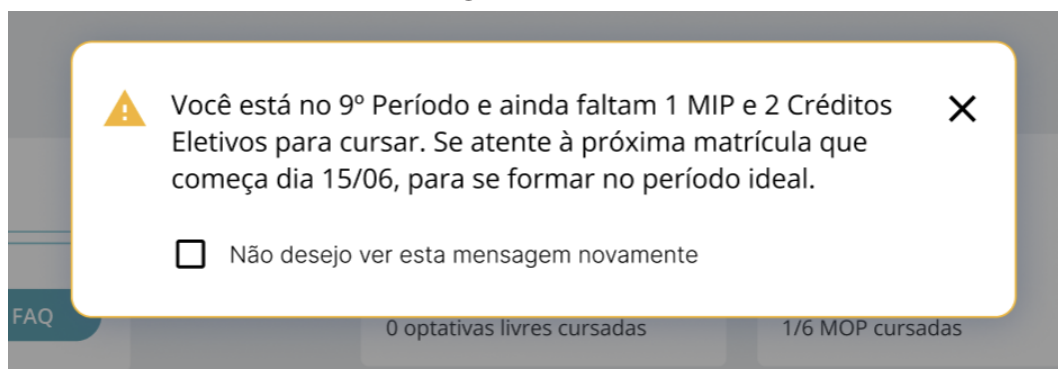 Você está no 9º Período e ainda faltam 1 MIP e 2 Créditos
Eletivos para cursar. Se atente à próxima matrícula que
começa dia 15/06, para se formar no período ideal.
Não desejo ver esta mensagem novamente
FAQ
0 optativas livres cursadas
1/6 MOP cursadas